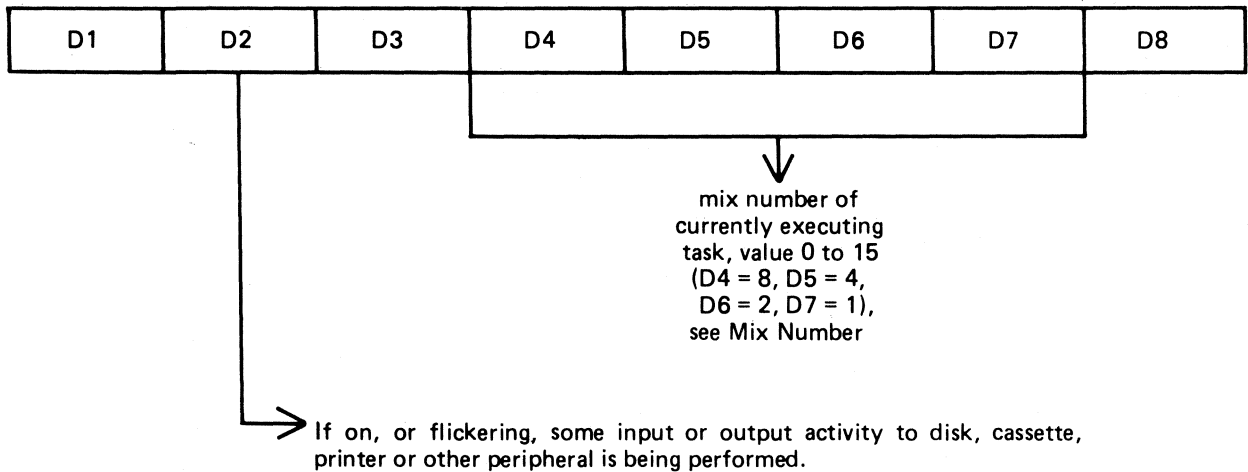 D1 D2 D3 D4 D5 D6 D7 D8
mix number of
currently executing
task, value 0 to 15
(D4 = 8, D5 = 4,
D6 = 2, D7 = 1),
see Mix Number
If on, or flickering, some input or output activity to disk, cassette,
printer or other peripheral is being performed.